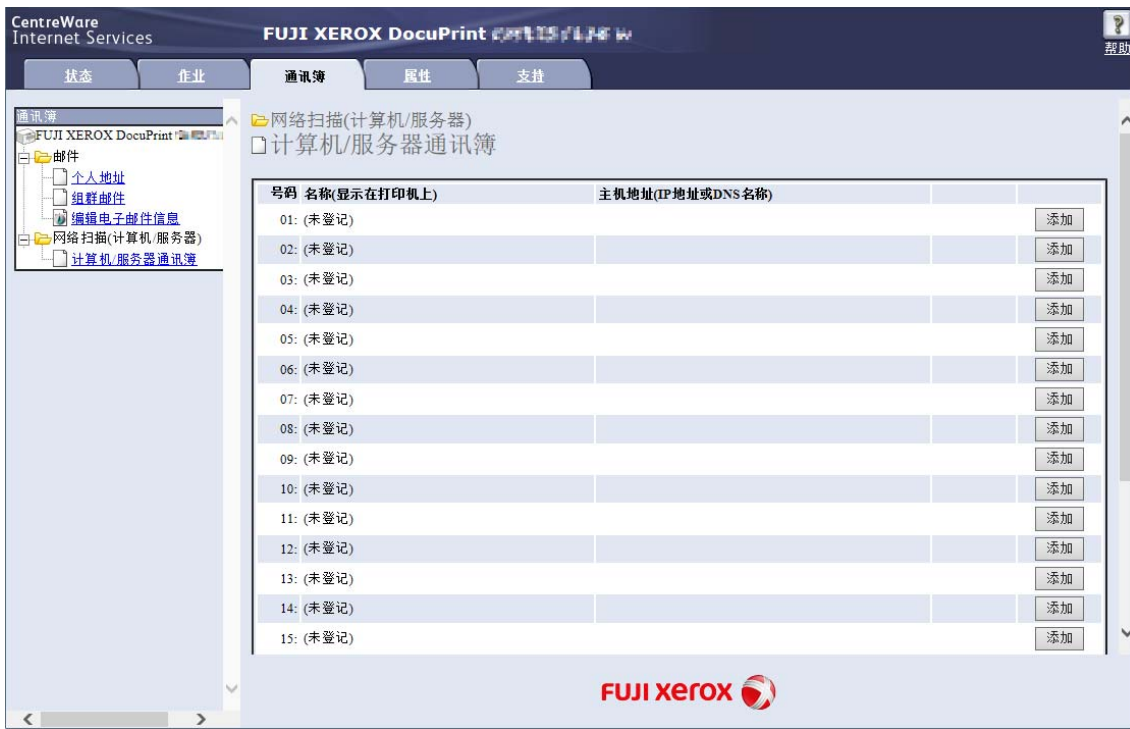 CentreWare
Internet Services
FUJI XEROX DocuPrint
帮助
状态 作业 通讯簿 属性 支持
通讯簿
FUJI XEROX DocuPrint
邮件
个人地址
组群邮件
编辑电子邮件信息
网络扫描(计算机/服务器)
计算机/服务器通讯簿
网络扫描(计算机/服务器)
计算机/服务器通讯簿
号码 名称(显示在打印机上) 主机地址(IP地址或DNS名称)
01: (未登记) 添加
02: (未登记) 添加
03: (未登记) 添加
04: (未登记) 添加
05: (未登记) 添加
06: (未登记) 添加
07: (未登记) 添加
08: (未登记) 添加
09: (未登记) 添加
10: (未登记) 添加
11: (未登记) 添加
12: (未登记) 添加
13: (未登记) 添加
14: (未登记) 添加
15: (未登记) 添加
FUJI xerox